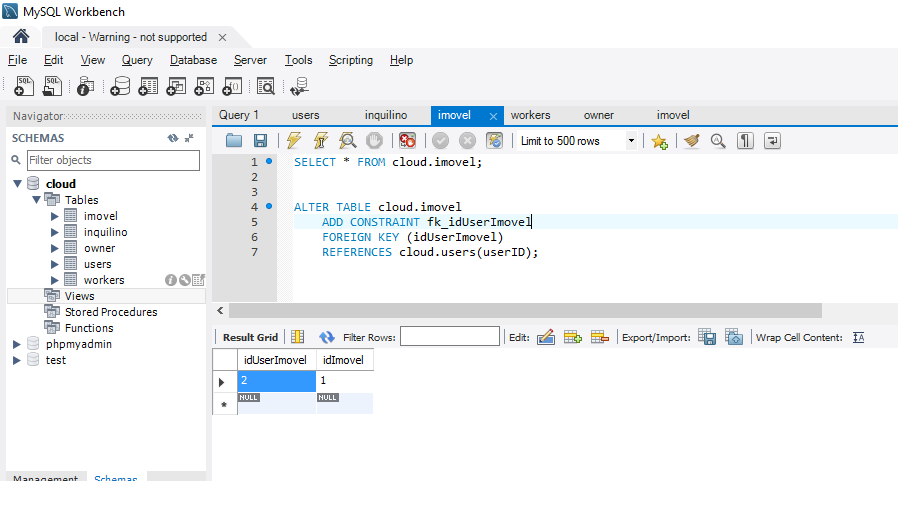 MySQL Workbench
local - Warning - not supported ×
File Edit View Query Database Server Tools Scripting Help
Navigator
SCHEMAS
Filter objects
cloud
Tables
imovel
inquilino
owner
users
workers
Views
Stored Procedures
Functions
phpmyadmin
test
Management Schemas
Query 1 users inquilino imovel × workers owner imovel
Limit to 500 rows
1 SELECT * FROM cloud.imovel;
2
3
4 ALTER TABLE cloud.imovel
5 ADD CONSTRAINT fk_idUserImovel
6 FOREIGN KEY (idUserImovel)
7 REFERENCES cloud.users(userID);
Result Grid Filter Rows: Edit: Export/Import: Wrap Cell Content:
idUserImovel idImovel
2 1
NULL NULL